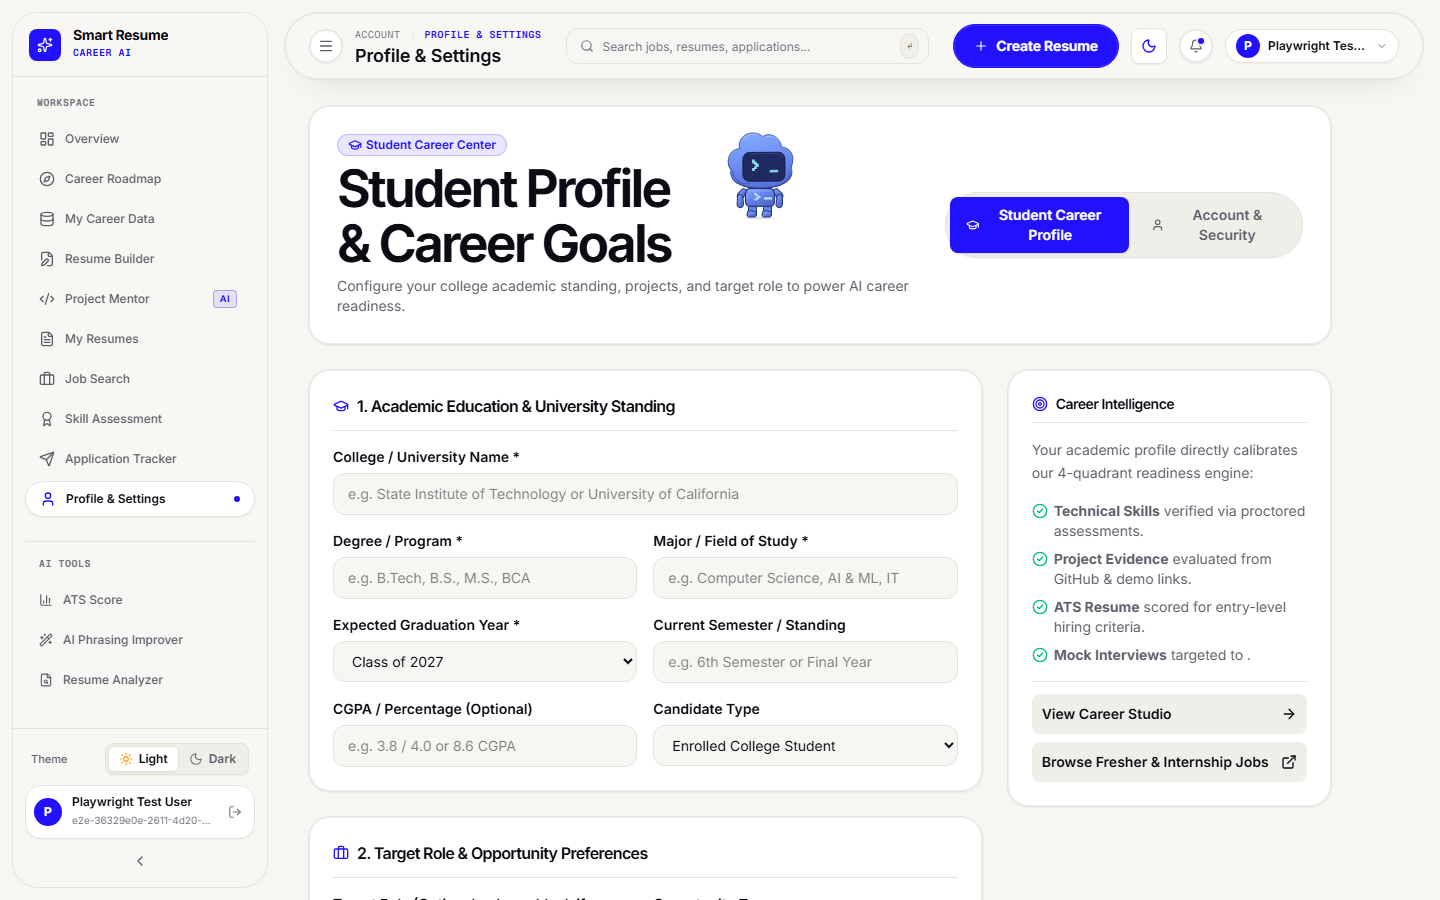 Smart Resume
CAREER AI
WORKSPACE
Overview
Career Roadmap
My Career Data
Resume Builder
Project Mentor AI
My Resumes
Job Search
Skill Assessment
Application Tracker
Profile & Settings
AI TOOLS
ATS Score
AI Phrasing Improver
Resume Analyzer
Theme Light Dark
P Playwright Test User
e2e-36329e0e-2611-4d20-...
ACCOUNT PROFILE & SETTINGS
Profile & Settings
Search jobs, resumes, applications...
Create Resume
P Playwright Tes...
Student Career Center
Student Profile
& Career Goals
Configure your college academic standing, projects, and target role to power AI career
readiness.
Student Career
Profile
Account &
Security
1. Academic Education & University Standing
College / University Name *
e.g. State Institute of Technology or University of California
Degree / Program *
e.g. B.Tech, B.S., M.S., BCA
Major / Field of Study *
e.g. Computer Science, AI & ML, IT
Expected Graduation Year *
Class of 2027
Current Semester / Standing
e.g. 6th Semester or Final Year
CGPA / Percentage (Optional)
e.g. 3.8 / 4.0 or 8.6 CGPA
Candidate Type
Enrolled College Student
2. Target Role & Opportunity Preferences
Career Intelligence
Your academic profile directly calibrates
our 4-quadrant readiness engine:
Technical Skills verified via proctored
assessments.
Project Evidence evaluated from
GitHub & demo links.
ATS Resume scored for entry-level
hiring criteria.
Mock Interviews targeted to .
View Career Studio
Browse Fresher & Internship Jobs